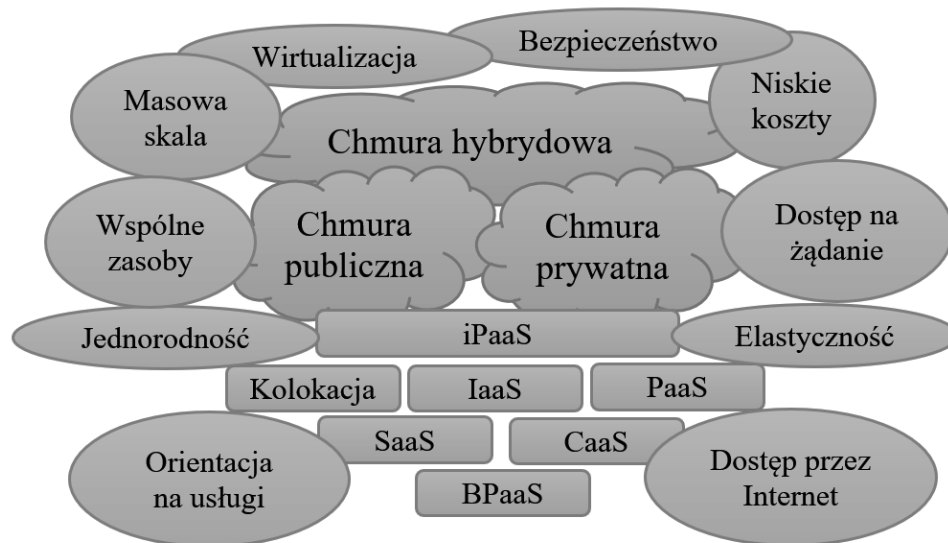 Wirtualizacja
Bezpieczeństwo
Masowa
skala
Niskie
koszty
Chmura hybrydowa
Wspólne
zasoby
Chmura
publiczna
Chmura
prywatna
Dostęp na
żądanie
Jednorodność
iPaaS
Elastyczność
Kolokacja
IaaS
PaaS
SaaS
CaaS
Orientacja
na usługi
BPaaS
Dostęp przez
Internet